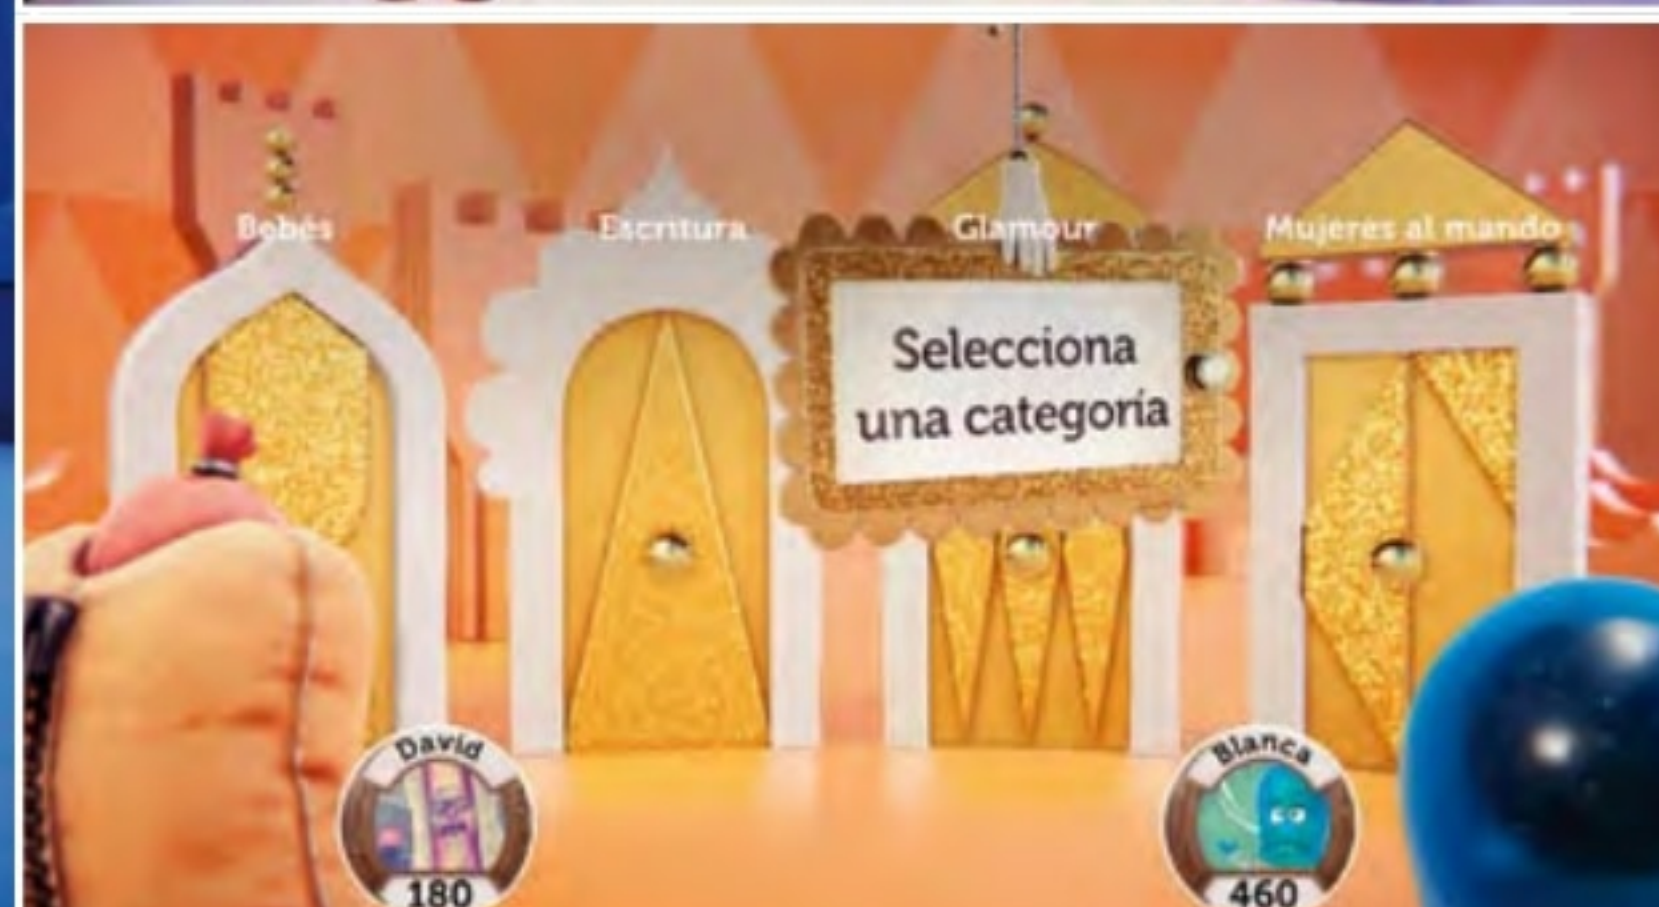 Bebés
Escritura
Glamour
Mujeres al mando
Selecciona
una categoría
David
180
Blanca
460